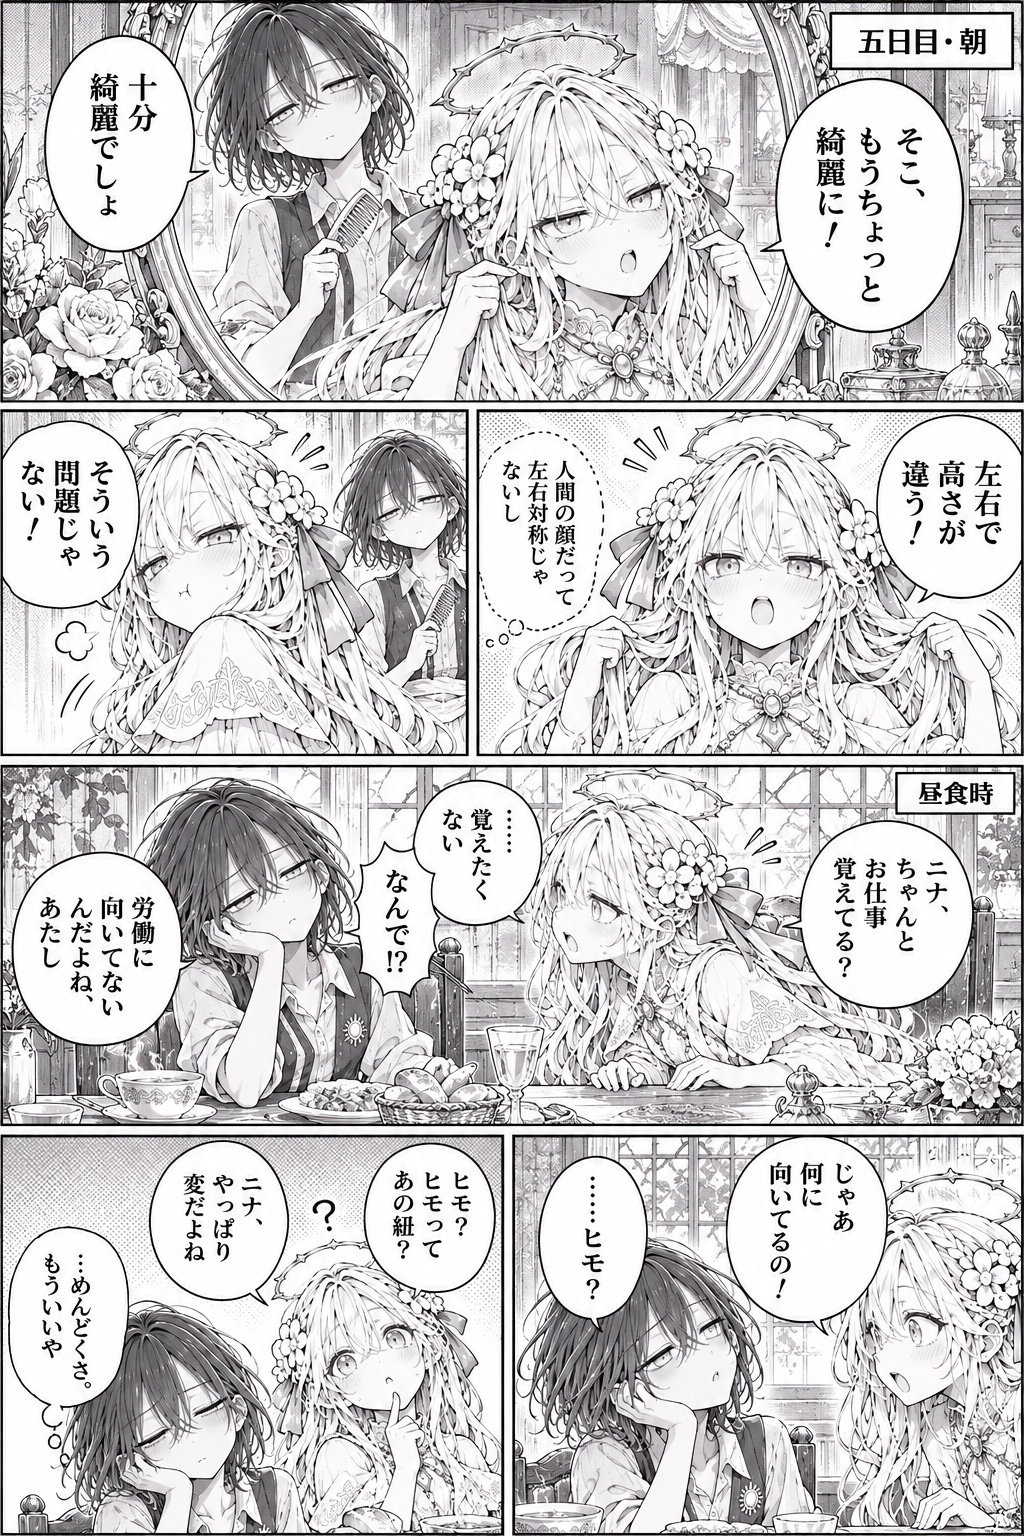 五日目・朝
そこ、
もうちょっと
綺麗に！
十分
綺麗でしょ
左右で
高さが
違う！
人間の顔だって
左右対称じゃ
ないし
そういう
問題じゃ
ない！
昼食時
ニナ、
ちゃんと
お仕事
覚えてる？
……
覚えたく
ない
なんで!?
労働に
向いてない
んだよね、
あたし
じゃあ
何に
向いてるの！
……ヒモ？
ヒモ？
ヒモって
あの紐？
？
ニナ、
やっぱり
変だよね
…めんどくさ。
もういいや